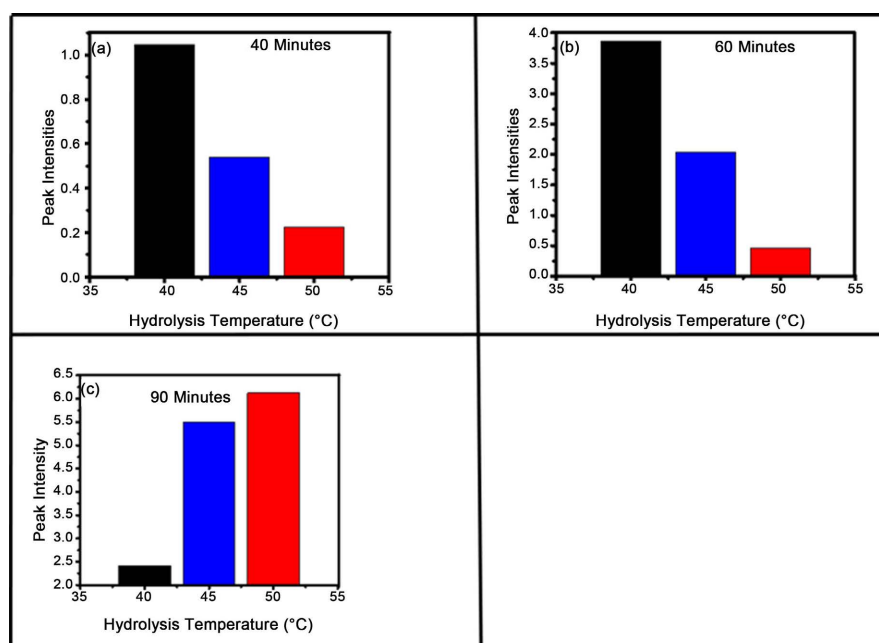 (a)
40 Minutes
Peak Intensities
1.0
0.8
0.6
0.4
0.2
0.0
35 40 45 50 55
Hydrolysis Temperature (°C)
(b)
60 Minutes
Peak Intensities
4.0
3.5
3.0
2.5
2.0
1.5
1.0
0.5
0.0
35 40 45 50 55
Hydrolysis Temperature (°C)
(c)
90 Minutes
Peak Intensity
6.5
6.0
5.5
5.0
4.5
4.0
3.5
3.0
2.5
2.0
35 40 45 50 55
Hydrolysis Temperature (°C)